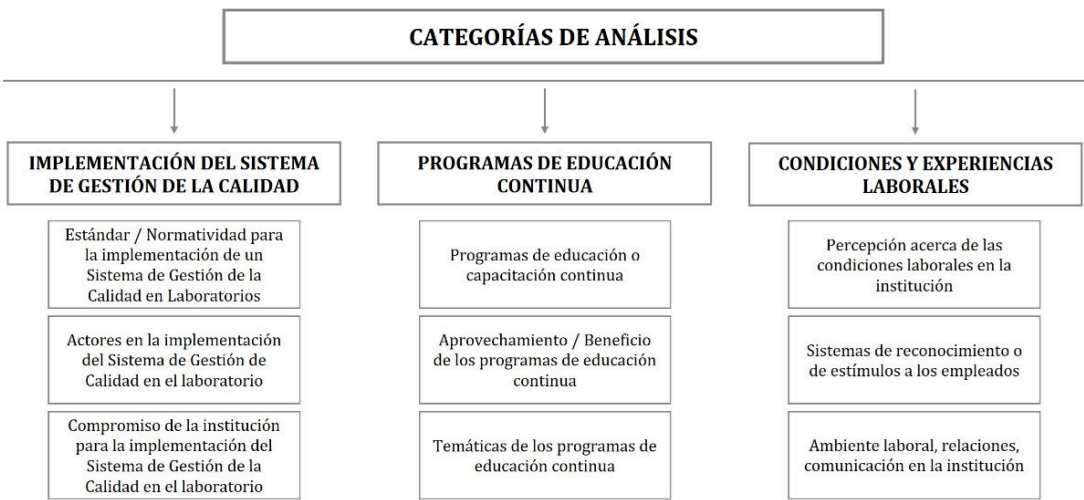 CATEGORÍAS DE ANÁLISIS
IMPLEMENTACIÓN DEL SISTEMA
DE GESTIÓN DE LA CALIDAD
Estándar / Normatividad para
la implementación de un
Sistema de Gestión de la
Calidad en Laboratorios
Actores en la implementación
del Sistema de Gestión de
Calidad en el laboratorio
Compromiso de la institución
para la implementación del
Sistema de Gestión de la
Calidad en el laboratorio
PROGRAMAS DE EDUCACIÓN
CONTINUA
Programas de educación o
capacitación continua
Aprovechamiento / Beneficio
de los programas de educación
continua
Temáticas de los programas de
educación continua
CONDICIONES Y EXPERIENCIAS
LABORALES
Percepción acerca de las
condiciones laborales en la
institución
Sistemas de reconocimiento o
de estímulos a los empleados
Ambiente laboral, relaciones,
comunicación en la institución